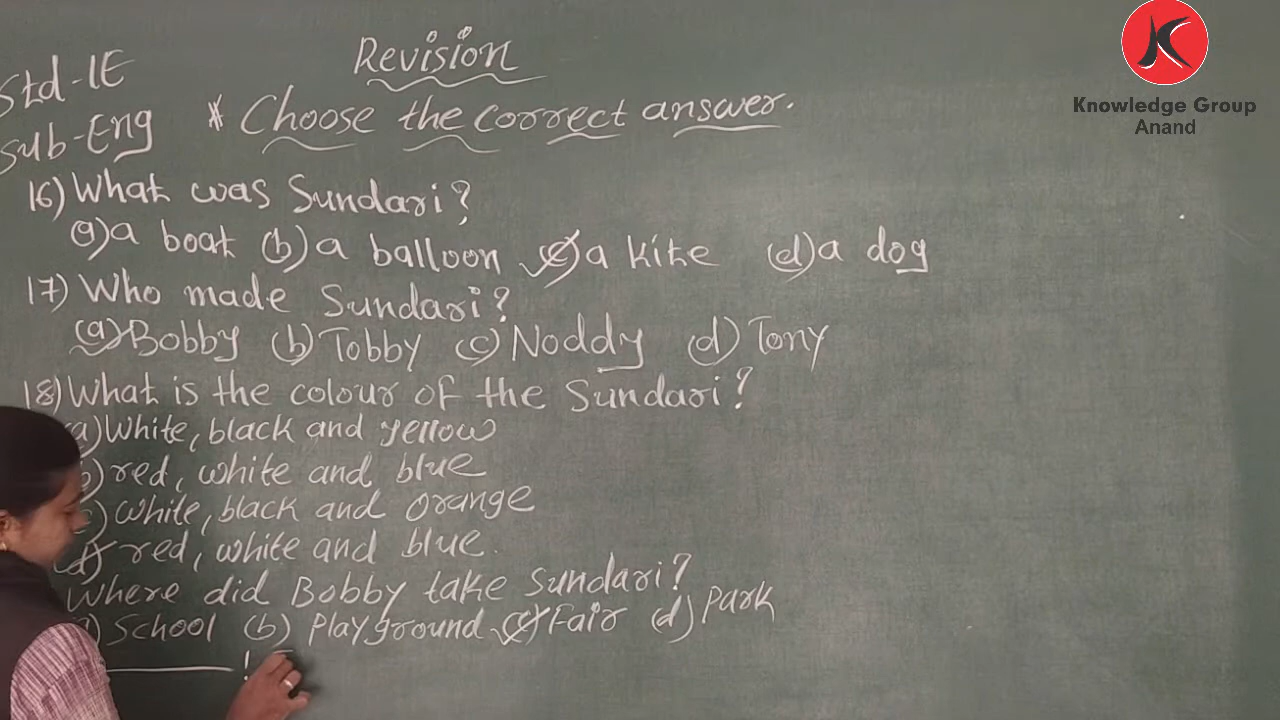 Revision
Std-IE
Sub-Eng
* Choose the correct answer.
16) What was Sundari?
(a) a boat (b) a balloon (c) a kite (d) a dog
17) Who made Sundari?
(a) Bobby (b) Tobby (c) Noddy (d) Tony
18) What is the colour of the Sundari?
(a) White, black and yellow
b) red, white and blue
c) white, black and orange
(d) red, white and blue.
Where did Bobby take Sundari?
a) School (b) Playground (c) Fair (d) Park
________ !
K
Knowledge Group
Anand